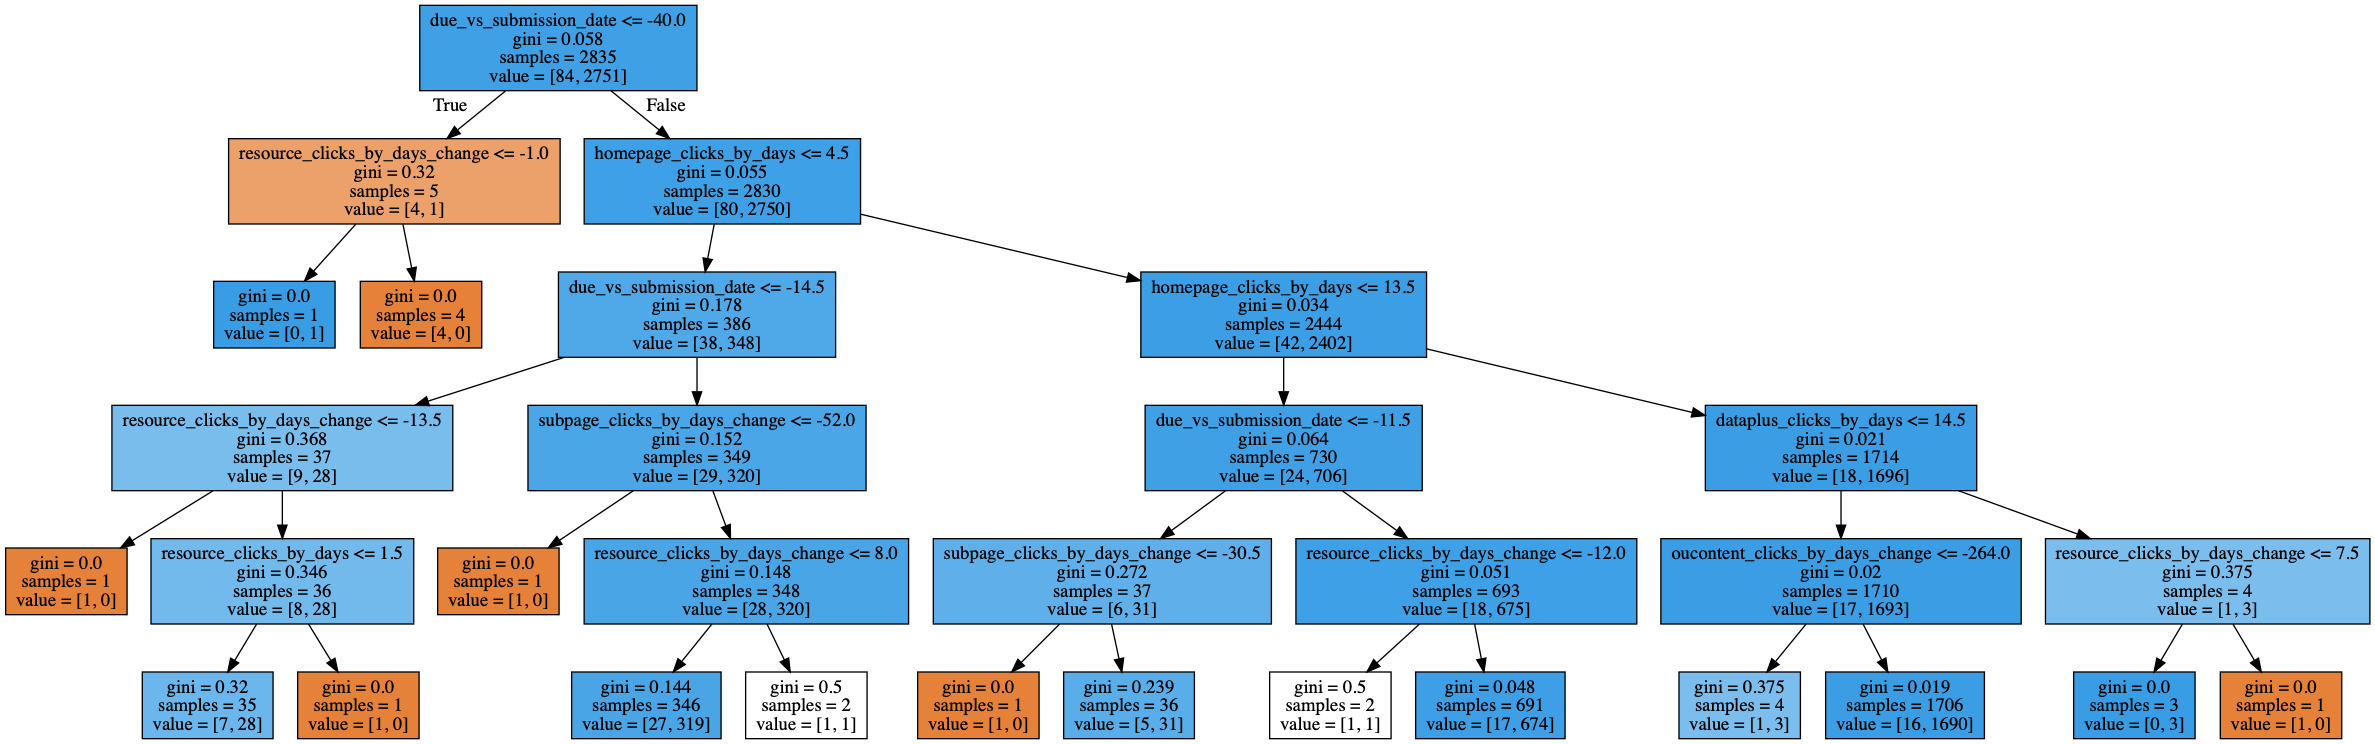 due_vs_submission_date <= -40.0
gini = 0.058
samples = 2835
value = [84, 2751]
True
False
resource_clicks_by_days_change <= -1.0
gini = 0.32
samples = 5
value = [4, 1]
homepage_clicks_by_days <= 4.5
gini = 0.055
samples = 2830
value = [80, 2750]
gini = 0.0
samples = 1
value = [0, 1]
gini = 0.0
samples = 4
value = [4, 0]
due_vs_submission_date <= -14.5
gini = 0.178
samples = 386
value = [38, 348]
homepage_clicks_by_days <= 13.5
gini = 0.034
samples = 2444
value = [42, 2402]
resource_clicks_by_days_change <= -13.5
gini = 0.368
samples = 37
value = [9, 28]
subpage_clicks_by_days_change <= -52.0
gini = 0.152
samples = 349
value = [29, 320]
due_vs_submission_date <= -11.5
gini = 0.064
samples = 730
value = [24, 706]
dataplus_clicks_by_days <= 14.5
gini = 0.021
samples = 1714
value = [18, 1696]
gini = 0.0
samples = 1
value = [1, 0]
resource_clicks_by_days <= 1.5
gini = 0.346
samples = 36
value = [8, 28]
gini = 0.0
samples = 1
value = [1, 0]
resource_clicks_by_days_change <= 8.0
gini = 0.148
samples = 348
value = [28, 320]
subpage_clicks_by_days_change <= -30.5
gini = 0.272
samples = 37
value = [6, 31]
resource_clicks_by_days_change <= -12.0
gini = 0.051
samples = 693
value = [18, 675]
oucontent_clicks_by_days_change <= -264.0
gini = 0.02
samples = 1710
value = [17, 1693]
resource_clicks_by_days_change <= 7.5
gini = 0.375
samples = 4
value = [1, 3]
gini = 0.32
samples = 35
value = [7, 28]
gini = 0.0
samples = 1
value = [1, 0]
gini = 0.144
samples = 346
value = [27, 319]
gini = 0.5
samples = 2
value = [1, 1]
gini = 0.0
samples = 1
value = [1, 0]
gini = 0.239
samples = 36
value = [5, 31]
gini = 0.5
samples = 2
value = [1, 1]
gini = 0.048
samples = 691
value = [17, 674]
gini = 0.375
samples = 4
value = [1, 3]
gini = 0.019
samples = 1706
value = [16, 1690]
gini = 0.0
samples = 3
value = [0, 3]
gini = 0.0
samples = 1
value = [1, 0]